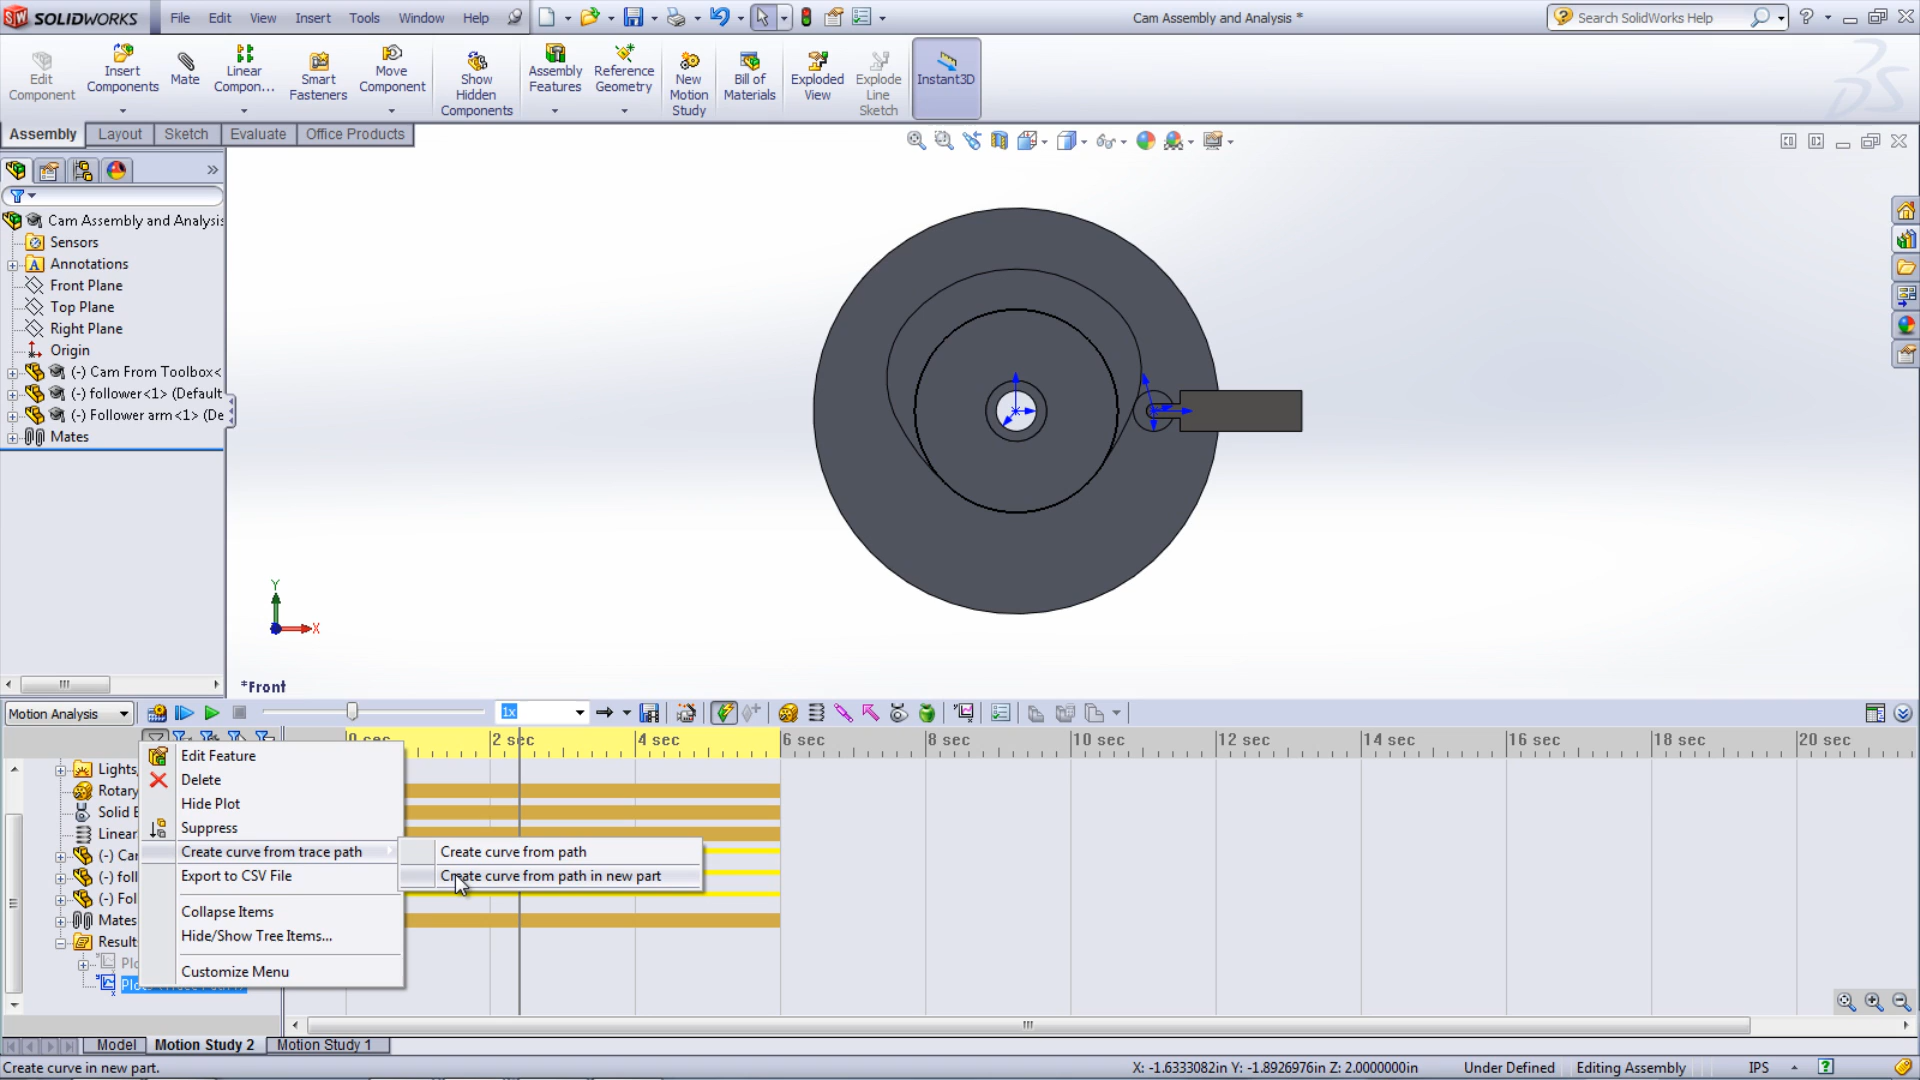 SOLIDWORKS File Edit View Insert Tools Window Help
Cam Assembly and Analysis *
Search SolidWorks Help
Edit Component
Insert Components
Mate
Linear Compon...
Smart Fasteners
Move Component
Show Hidden Components
Assembly Features
Reference Geometry
New Motion Study
Bill of Materials
Exploded View
Explode Line Sketch
Instant3D
Assembly Layout Sketch Evaluate Office Products
Cam Assembly and Analysis
Sensors
Annotations
Front Plane
Top Plane
Right Plane
Origin
(-) Cam From Toolbox<
(-) follower<1> (Default
(-) Follower arm<1> (De
Mates
Y
X
*Front
Motion Analysis
1x
0 sec 2 sec 4 sec 6 sec 8 sec 10 sec 12 sec 14 sec 16 sec 18 sec 20 sec
Lights,
Rotary
Solid B
Linear
(-) Car
(-) foll
(-) Fol
Mates
Result
Edit Feature
Delete
Hide Plot
Suppress
Create curve from trace path
Export to CSV File
Collapse Items
Hide/Show Tree Items...
Customize Menu
Create curve from path
Create curve from path in new part
Model Motion Study 2 Motion Study 1
Create curve in new part.
X: -1.6333082in Y: -1.8926976in Z: 2.0000000in Under Defined Editing Assembly IPS